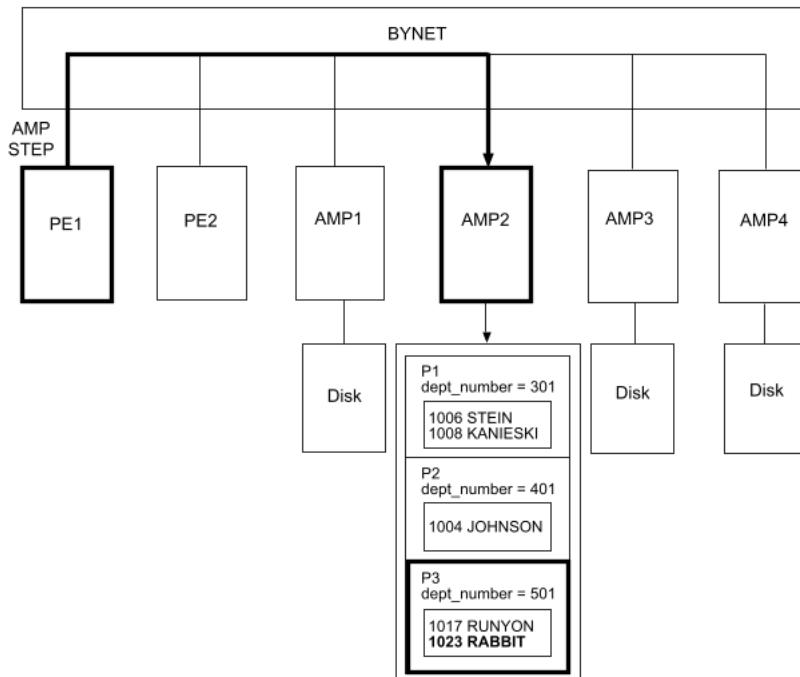 BYNET
AMP
STEP
PE1
PE2
AMP1
AMP2
AMP3
AMP4
Disk
P1
dept_number = 301
1006 STEIN
1008 KANIESKI
P2
dept_number = 401
1004 JOHNSON
P3
dept_number = 501
1017 RUNYON
1023 RABBIT
Disk
Disk